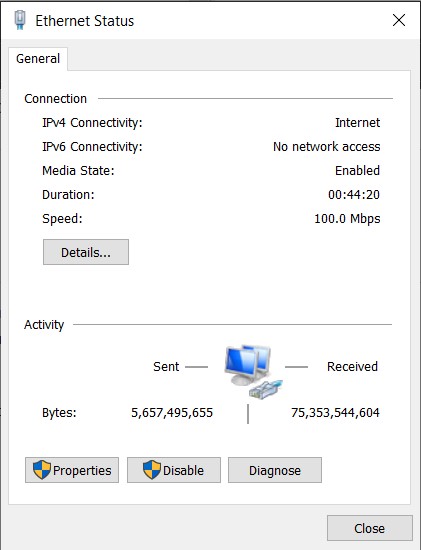 Ethernet Status
General
Connection
IPv4 Connectivity: Internet
IPv6 Connectivity: No network access
Media State: Enabled
Duration: 00:44:20
Speed: 100.0 Mbps
Details...
Activity
Sent Received
Bytes: 5,657,495,655 75,353,544,604
Properties Disable Diagnose
Close